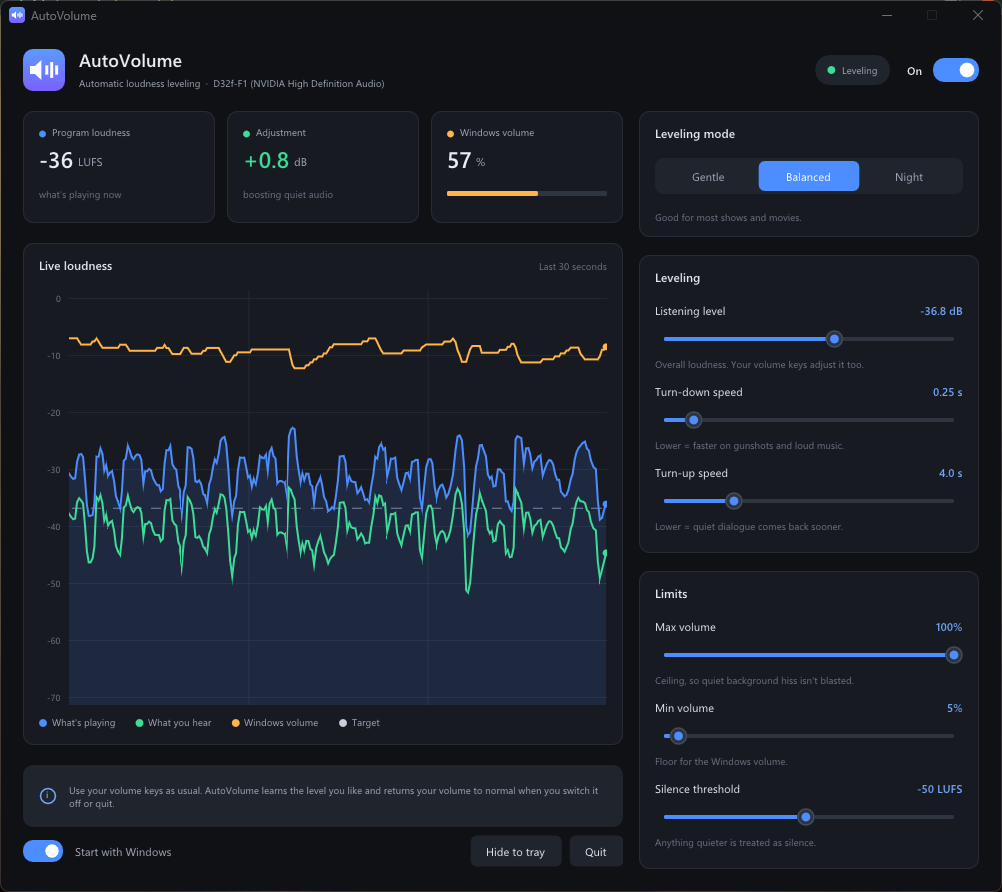 AutoVolume
AutoVolume
Automatic loudness leveling · D32f-F1 (NVIDIA High Definition Audio)
Leveling
On
Program loudness
-36 LUFS
what's playing now
Adjustment
+0.8 dB
boosting quiet audio
Windows volume
57 %
Live loudness
Last 30 seconds
0
-10
-20
-30
-40
-50
-60
-70
What's playing
What you hear
Windows volume
Target
Use your volume keys as usual. AutoVolume learns the level you like and returns your volume to normal when you switch it
off or quit.
Start with Windows
Hide to tray
Quit
Leveling mode
Gentle
Balanced
Night
Good for most shows and movies.
Leveling
Listening level
-36.8 dB
Overall loudness. Your volume keys adjust it too.
Turn-down speed
0.25 s
Lower = faster on gunshots and loud music.
Turn-up speed
4.0 s
Lower = quiet dialogue comes back sooner.
Limits
Max volume
100%
Ceiling, so quiet background hiss isn't blasted.
Min volume
5%
Floor for the Windows volume.
Silence threshold
-50 LUFS
Anything quieter is treated as silence.